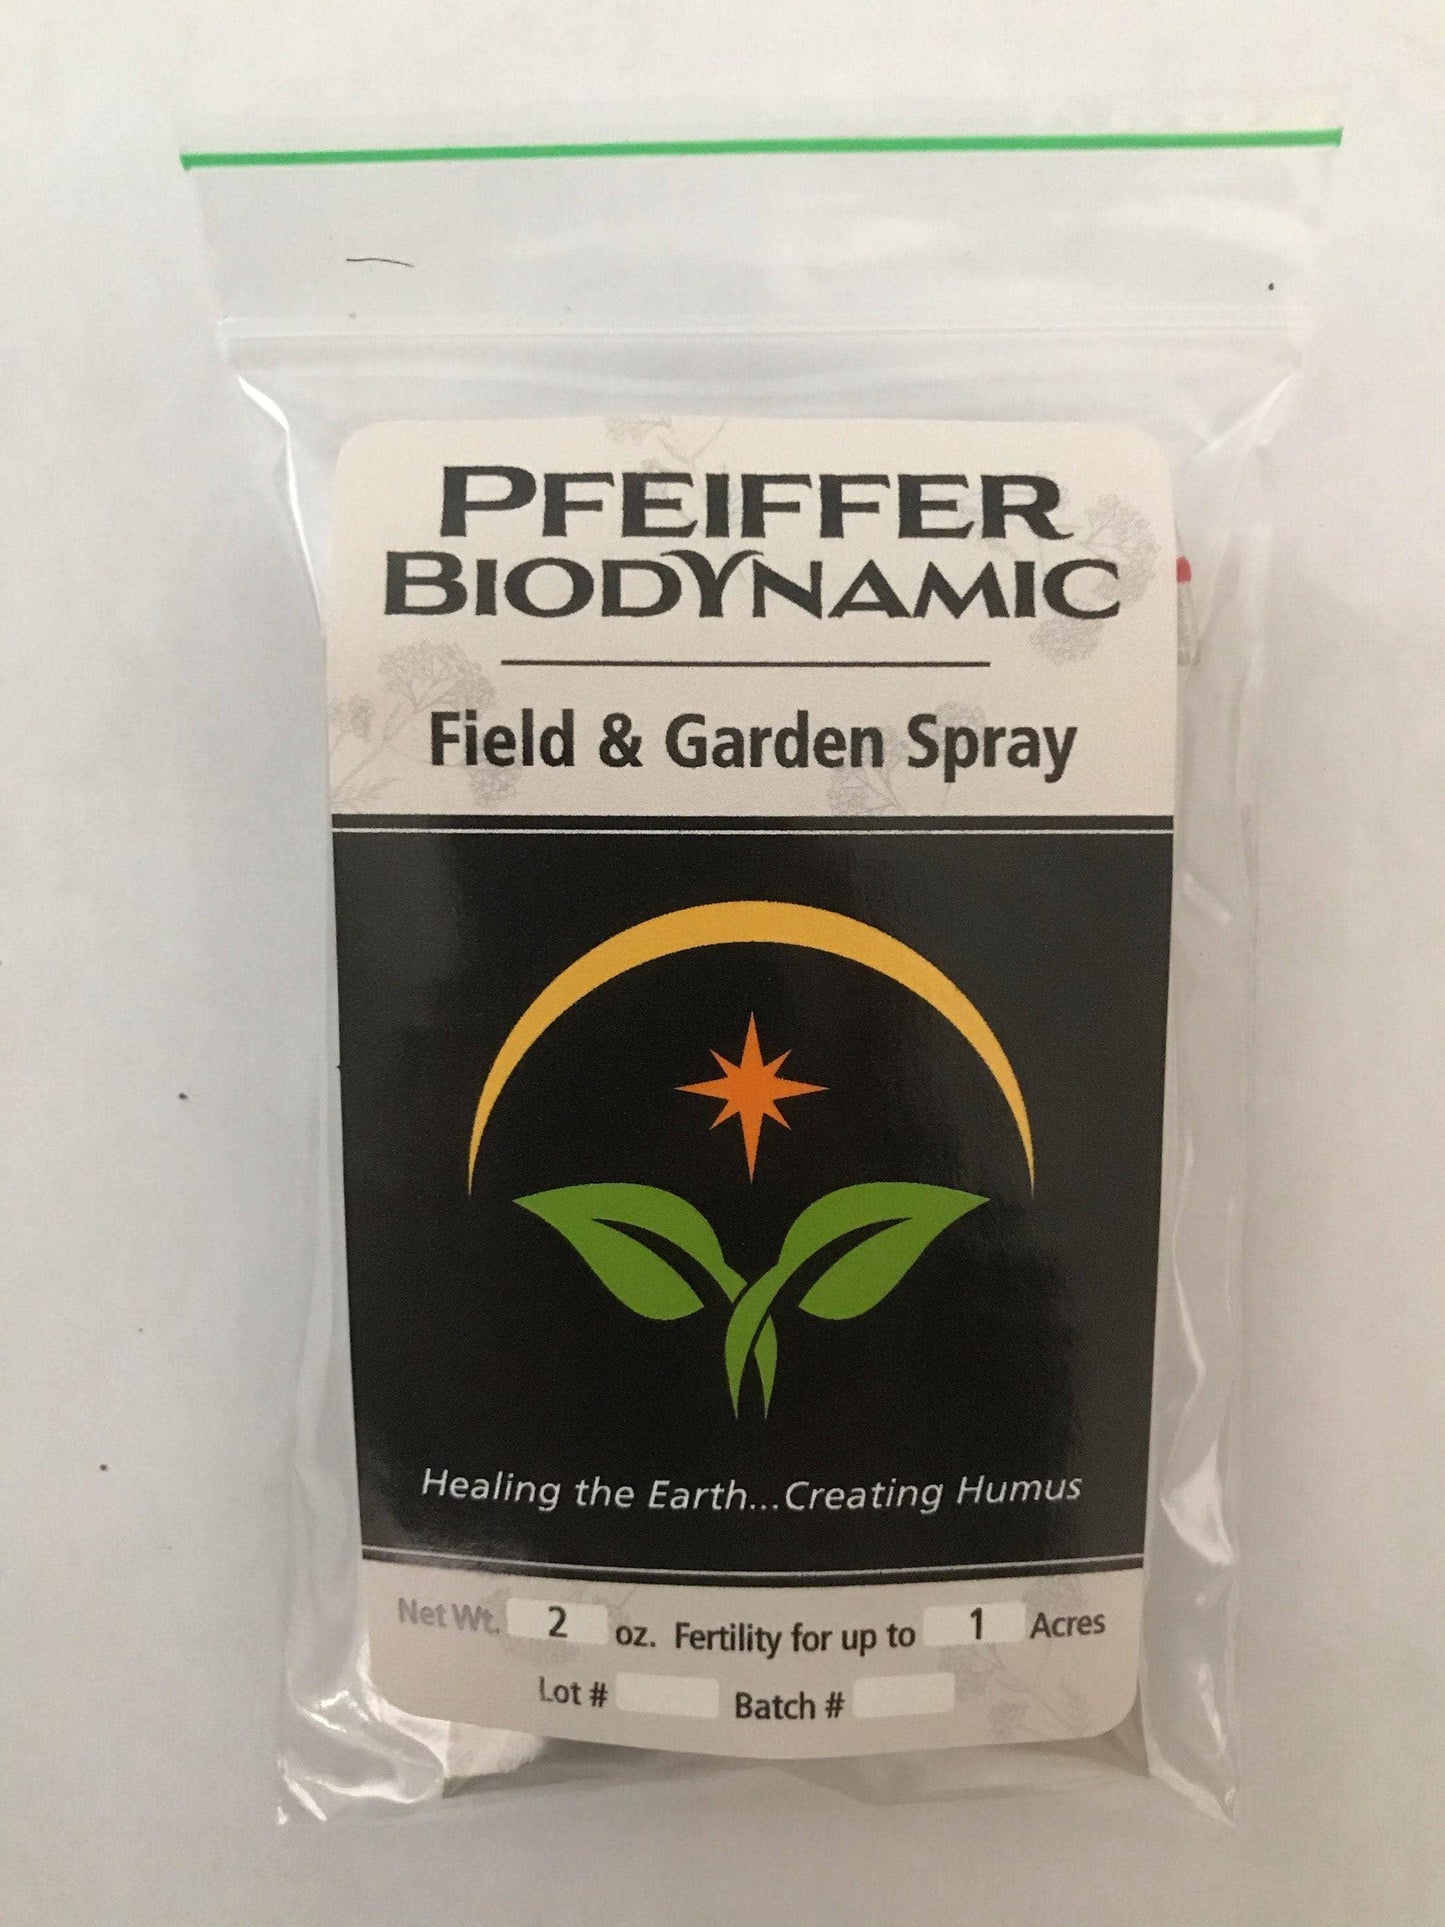 PFEIFFER
BIODYNAMIC
Field & Garden Spray
Healing the Earth...Creating Humus
Net Wt. 2 oz. Fertility for up to 1 Acres
Lot # Batch #